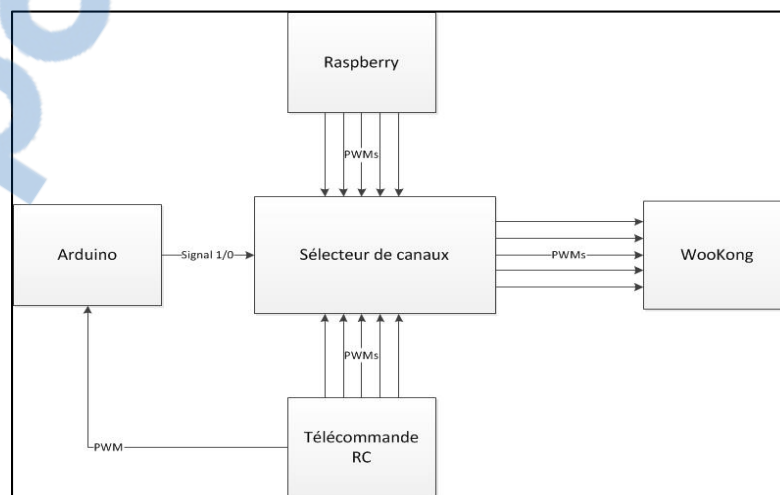 Raspberry
PWMs
Arduino
Signal 1/0
Sélecteur de canaux
PWMs
WooKong
PWMs
Télécommande
RC
PWM